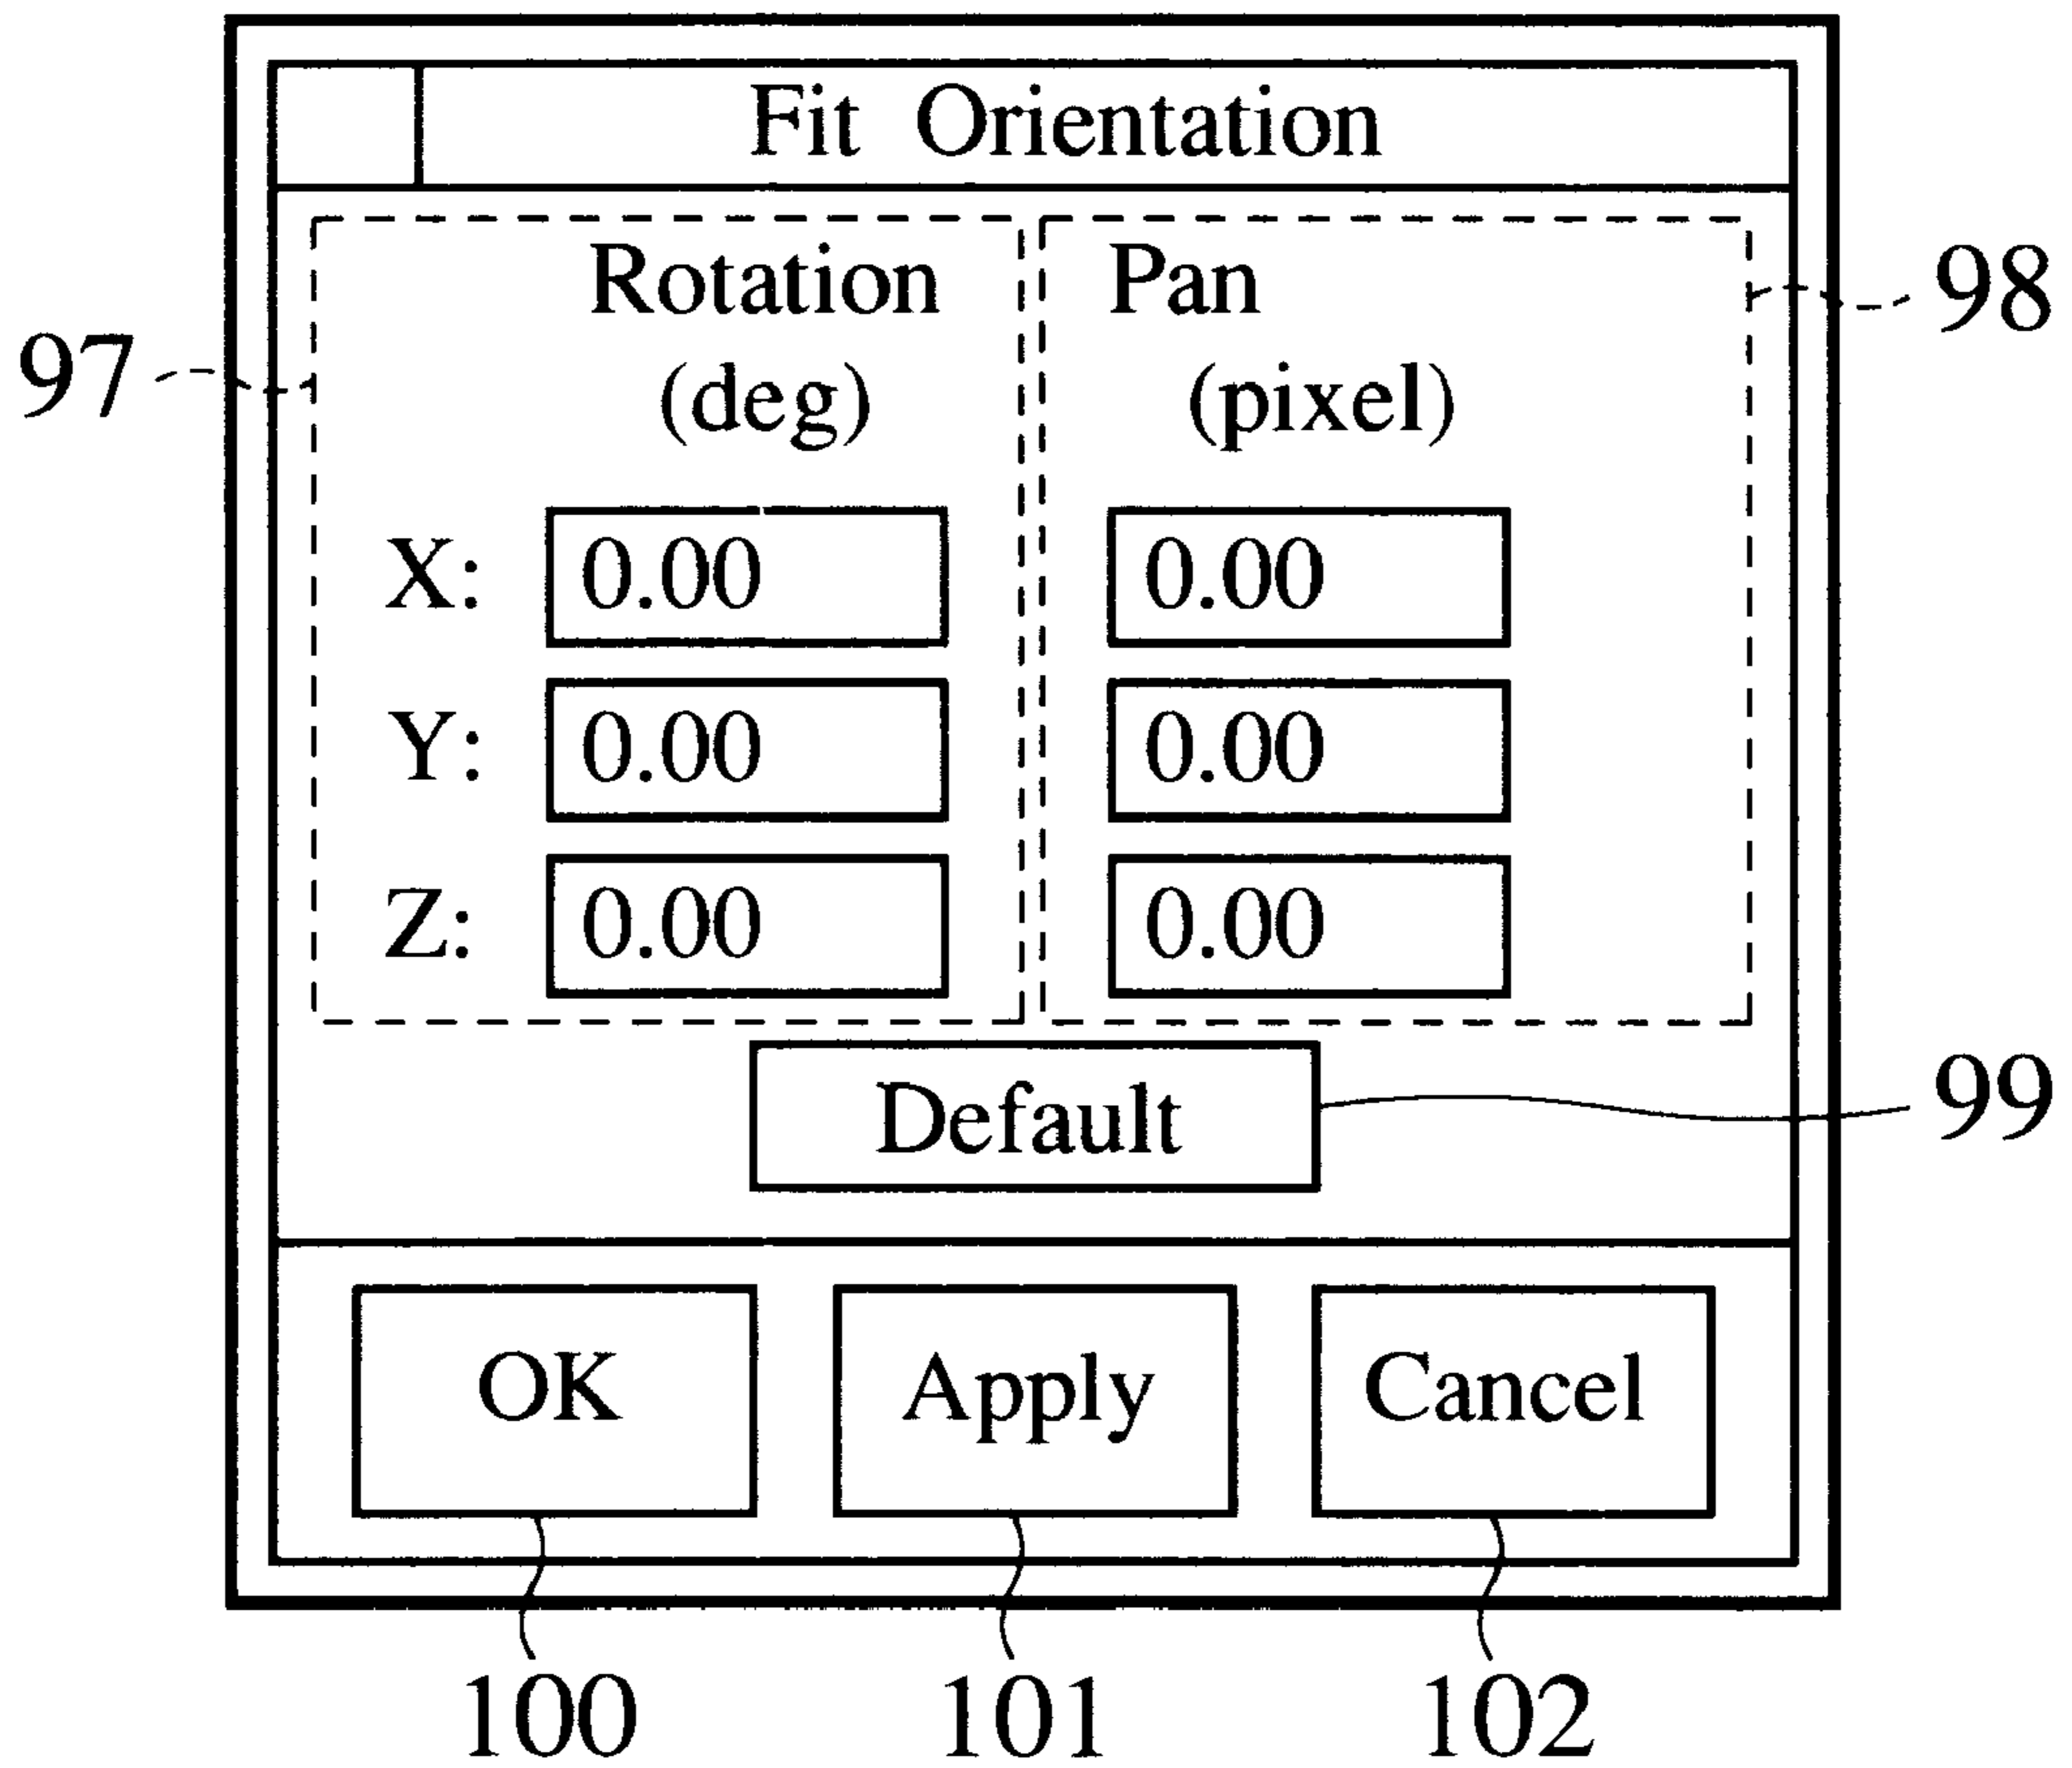 Fit Orientation
Rotation Pan 98
97 (deg) (pixel)
X: 0.00 0.00
Y: 0.00 0.00
Z: 0.00 0.00
Default 99
OK Apply Cancel
100 101 102